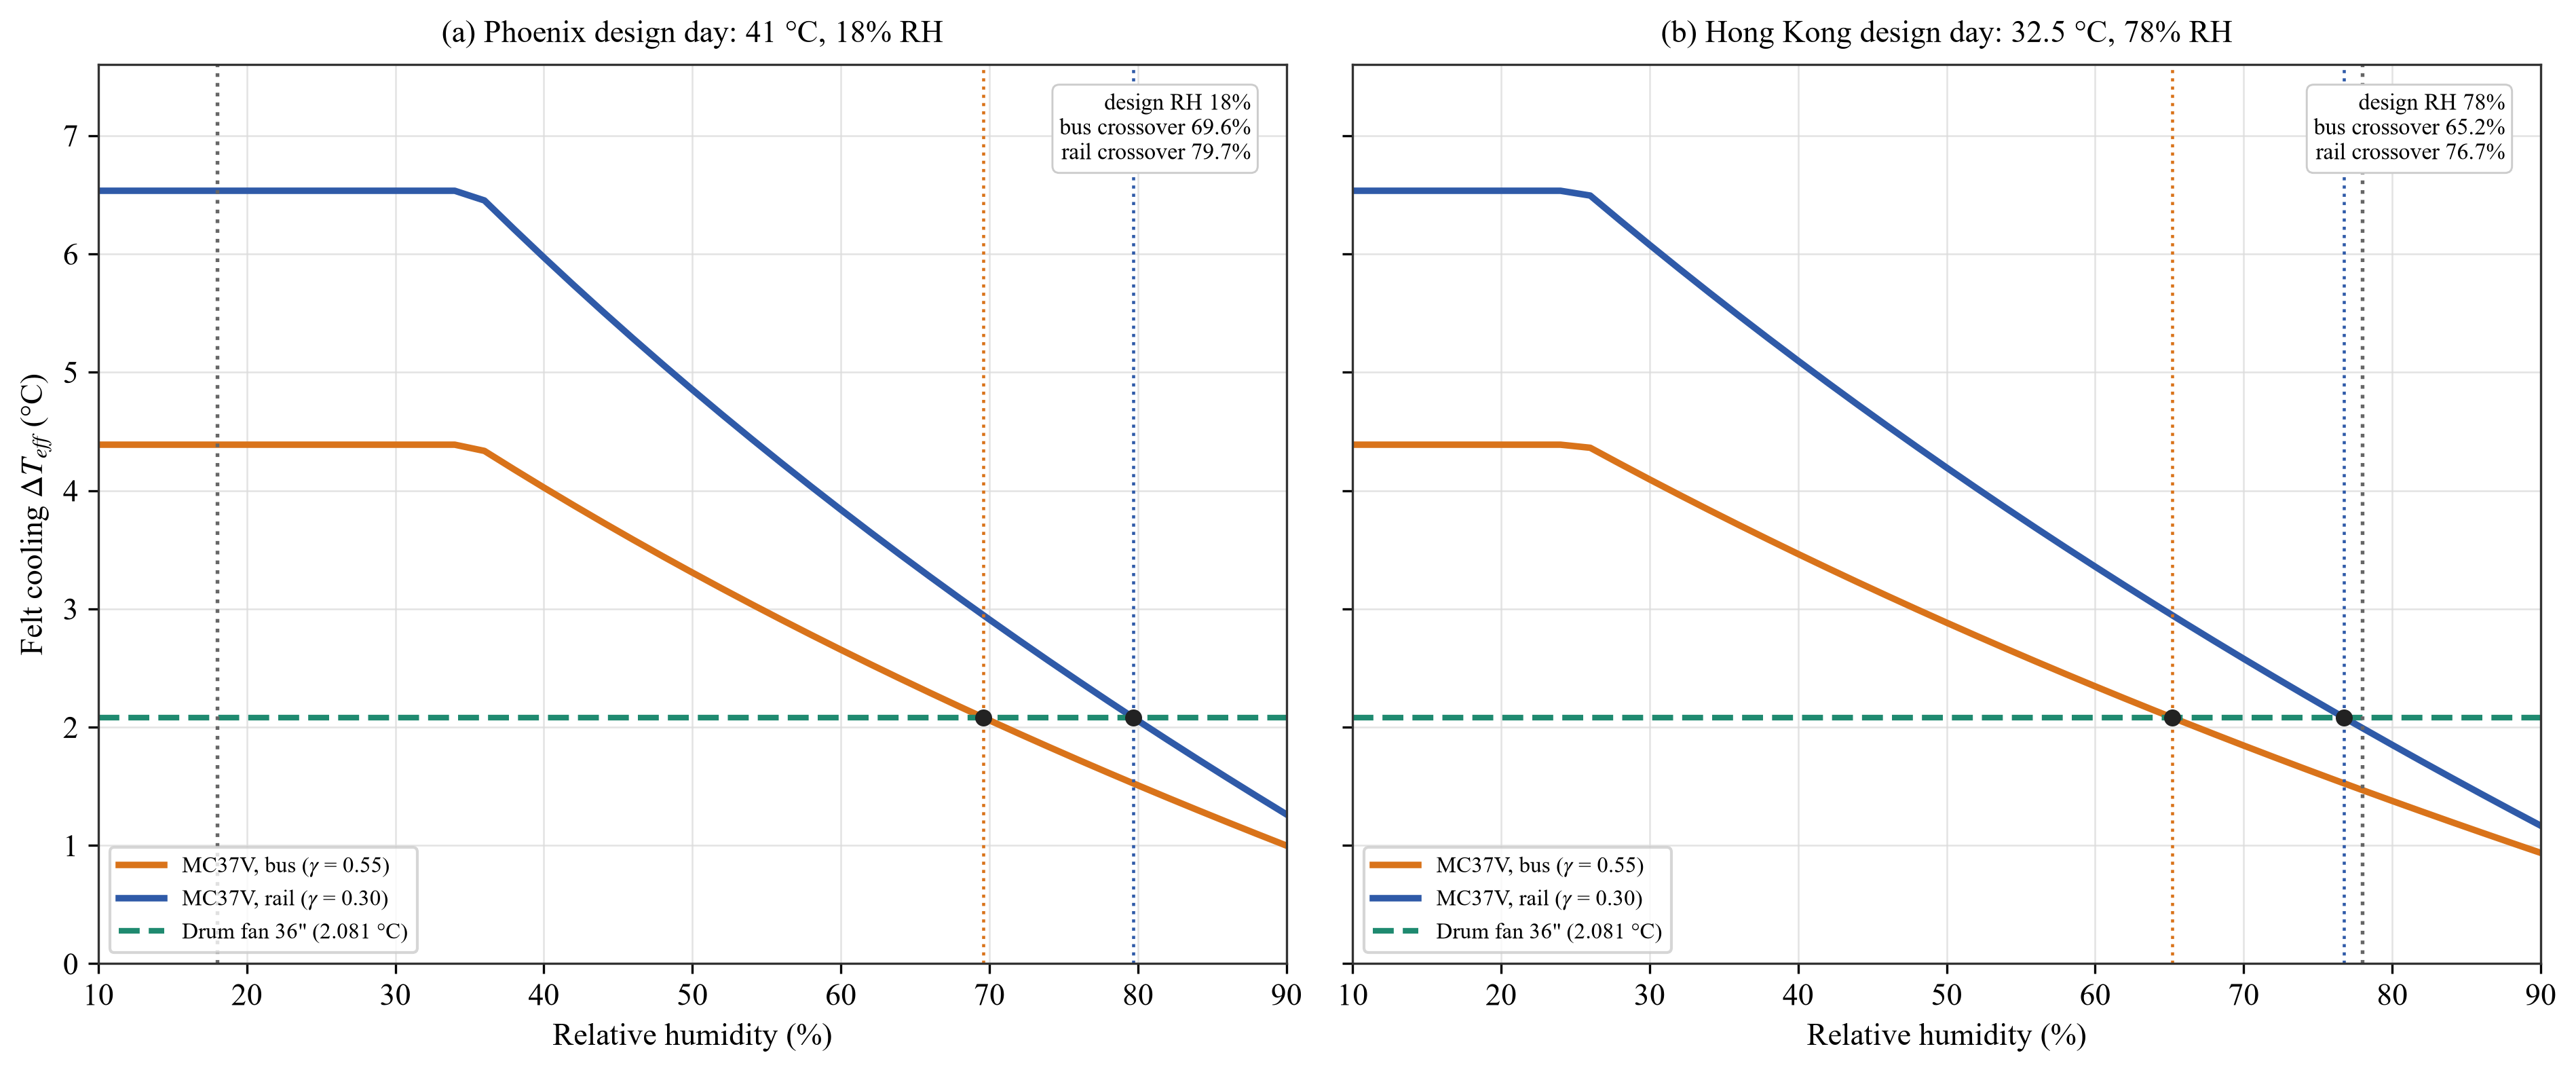 (a) Phoenix design day: 41 °C, 18% RH
design RH 18%
bus crossover 69.6%
rail crossover 79.7%
7
6
5
4
3
2
1
0
Felt cooling ΔT_eff (°C)
MC37V, bus (γ = 0.55)
MC37V, rail (γ = 0.30)
Drum fan 36" (2.081 °C)
10 20 30 40 50 60 70 80 90
Relative humidity (%)
(b) Hong Kong design day: 32.5 °C, 78% RH
design RH 78%
bus crossover 65.2%
rail crossover 76.7%
MC37V, bus (γ = 0.55)
MC37V, rail (γ = 0.30)
Drum fan 36" (2.081 °C)
10 20 30 40 50 60 70 80 90
Relative humidity (%)